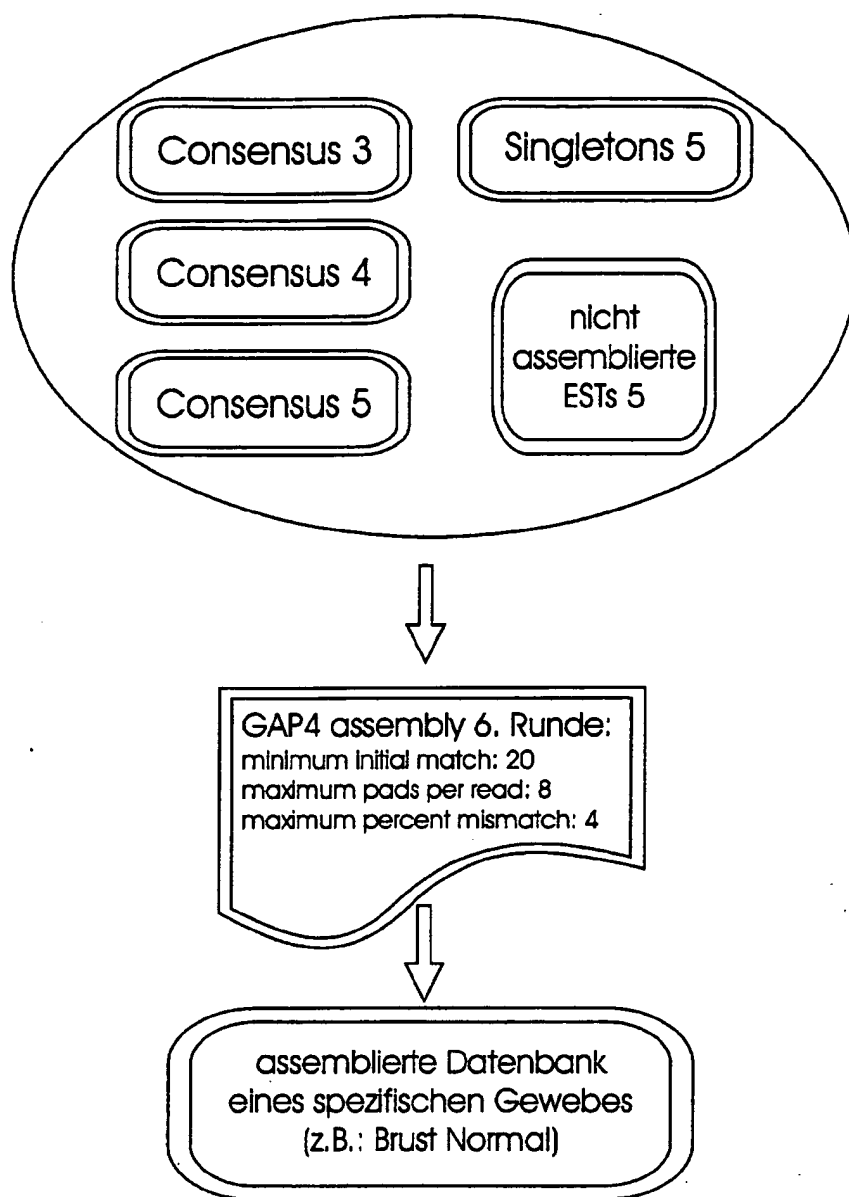 Consensus 3
Singletons 5
Consensus 4
Consensus 5
nicht
assemblierte
ESTs 5
GAP4 assembly 6. Runde:
minimum initial match: 20
maximum pads per read: 8
maximum percent mismatch: 4
assemblierte Datenbank
eines spezifischen Gewebes
(z.B.: Brust Normal)